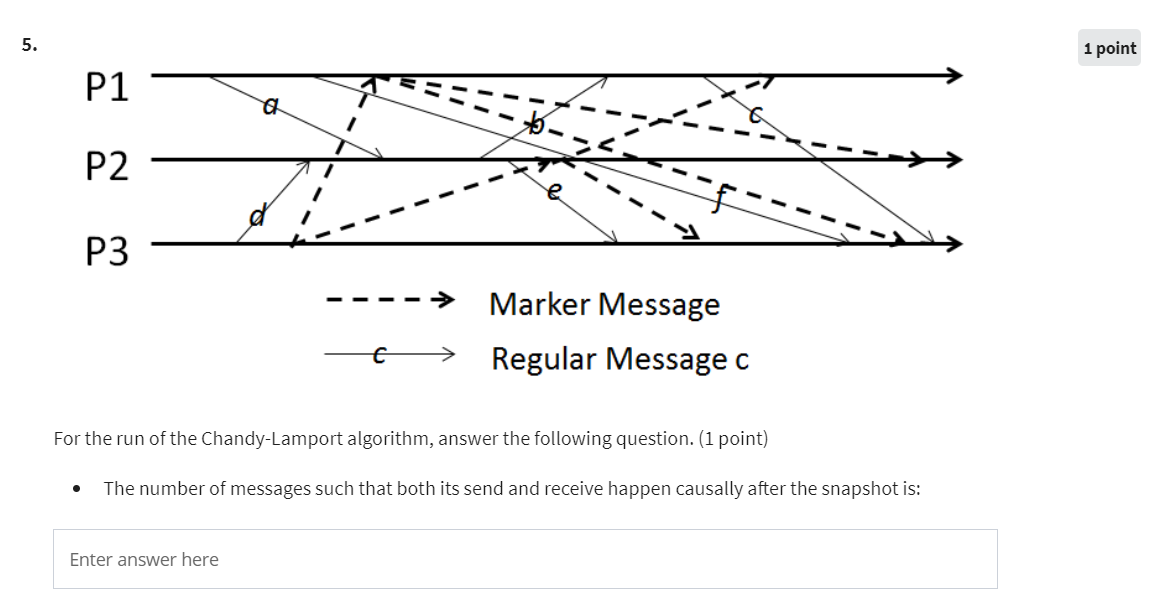 5.
1 point
P1
a
c
b
P2
e
f
d
P3
Marker Message
c
Regular Message c
For the run of the Chandy-Lamport algorithm, answer the following question. (1 point)
• The number of messages such that both its send and receive happen causally after the snapshot is:
Enter answer here